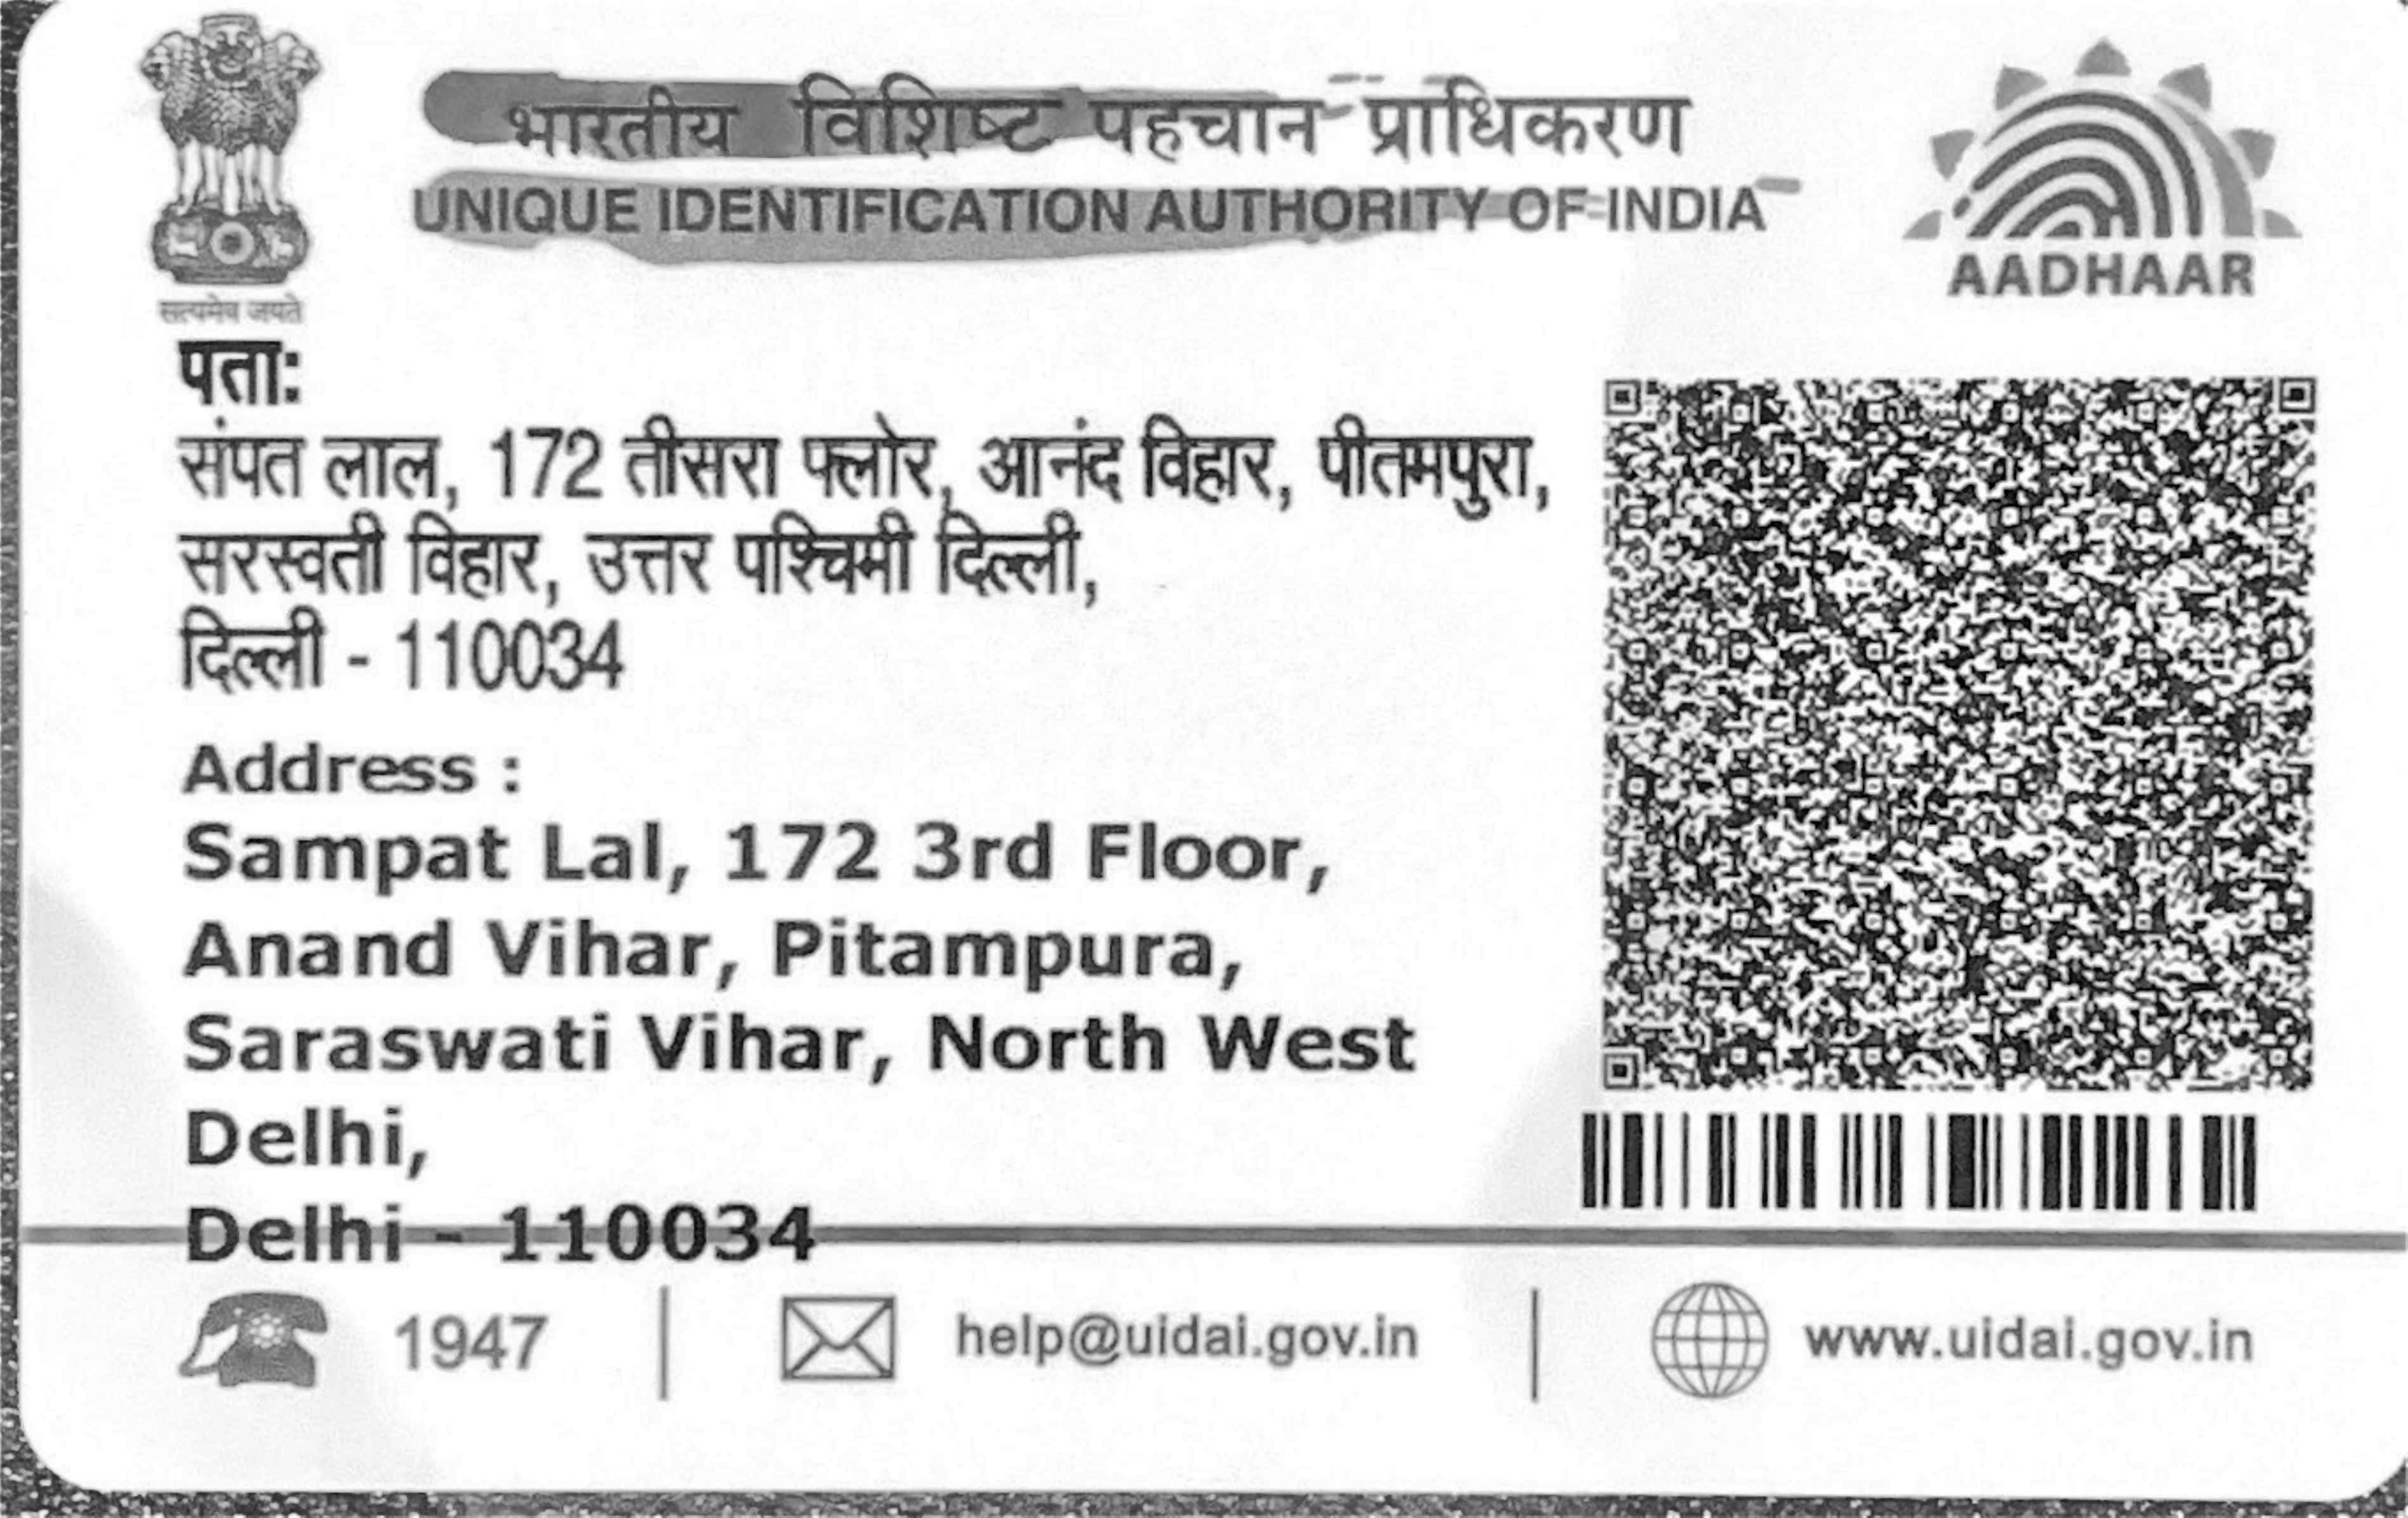 भारतीय विशिष्ट पहचान प्राधिकरण
UNIQUE IDENTIFICATION AUTHORITY OF INDIA
AADHAAR
सत्यमेव जयते
पता:
संपत लाल, 172 तीसरा फ्लोर, आनंद विहार, पीतमपुरा,
सरस्वती विहार, उत्तर पश्चिमी दिल्ली,
दिल्ली - 110034
Address :
Sampat Lal, 172 3rd Floor,
Anand Vihar, Pitampura,
Saraswati Vihar, North West
Delhi,
Delhi - 110034
1947
help@uidai.gov.in
www.uidai.gov.in